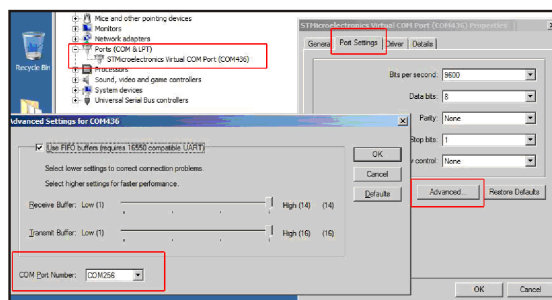 Mice and other pointing devices
Monitors
Network adapters
Ports (COM & LPT)
STMicroelectronics Virtual COM Port (COM436)
Processors
Sound, video and game controllers
System devices
Universal Serial Bus controllers
Recycle Bin
STMicroelectronics Virtual COM Port (COM436) Properties
General Port Settings Driver Details
Bits per second: 9600
Data bits: 8
Parity: None
Stop bits: 1
control: None
Advanced... Restore Defaults
OK Cancel
Advanced Settings for COM436
Use FIFO buffers (requires 16550 compatible UART)
Select lower settings to correct connection problems.
Select higher settings for faster performance.
Receive Buffer: Low (1) High (14) (14)
Transmit Buffer: Low (1) High (16) (16)
COM Port Number: COM256
OK
Cancel
Defaults